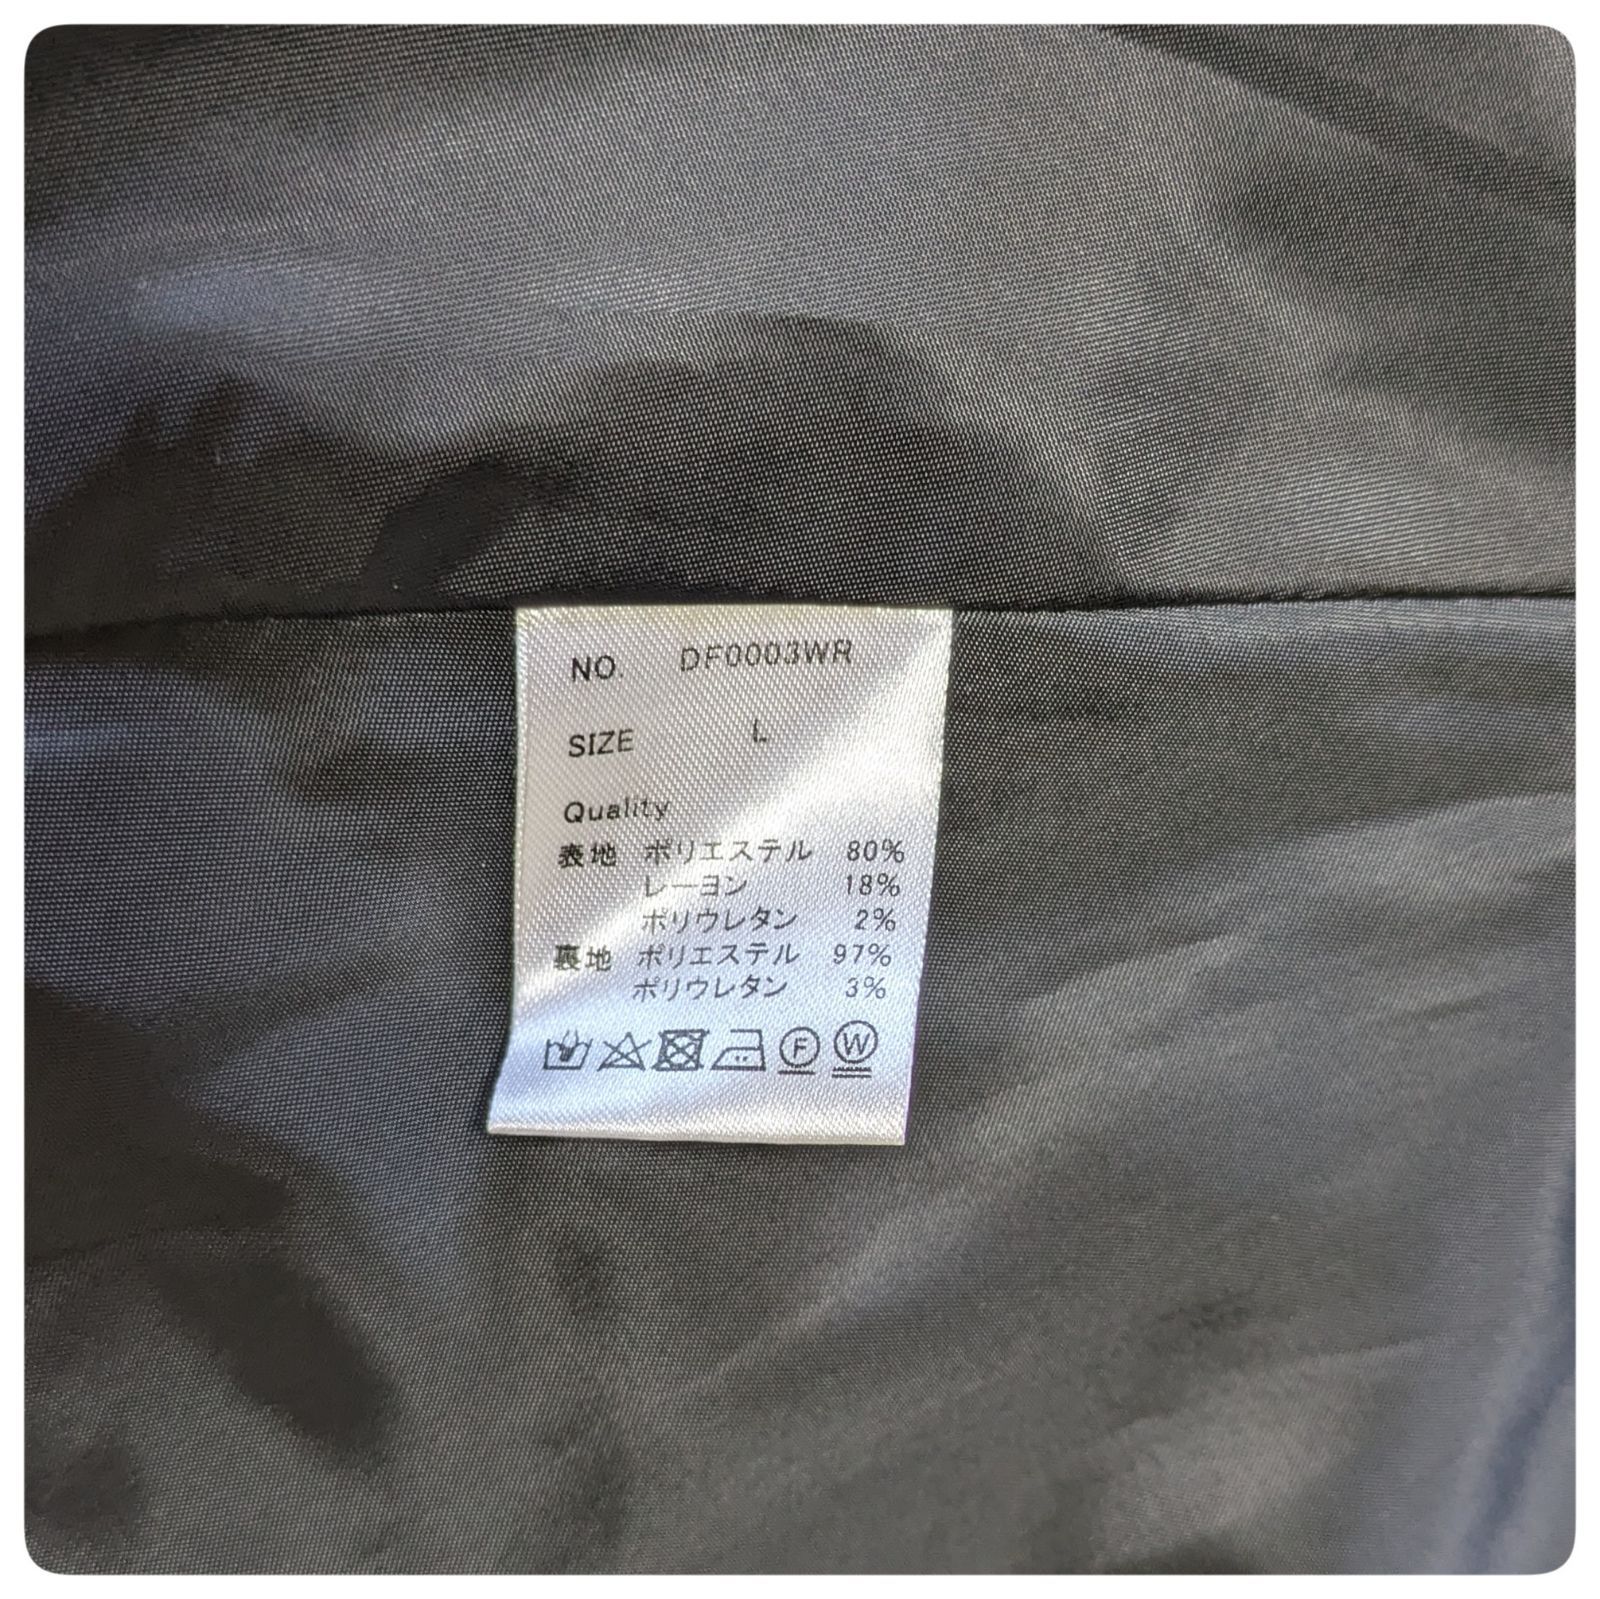 NO. DF0003WR
SIZE L
Quality
表地 ポリエステル 80%
レーヨン 18%
ポリウレタン 2%
裏地 ポリエステル 97%
ポリウレタン 3%
F W